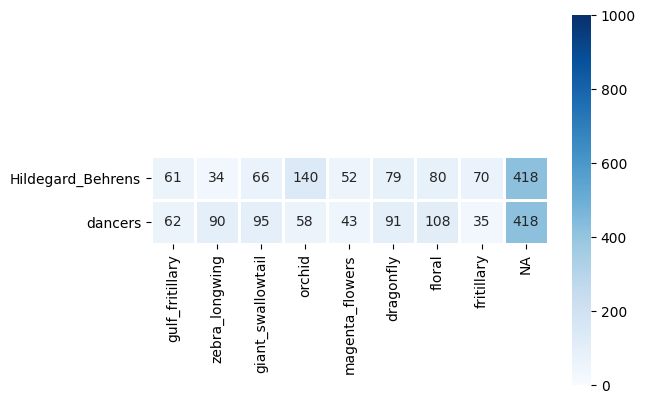 1000
800
600
400
200
0
Hildegard_Behrens 61 34 66 140 52 79 80 70 418
dancers 62 90 95 58 43 91 108 35 418
gulf_fritillary zebra_longwing giant_swallowtail orchid magenta_flowers dragonfly floral fritillary NA